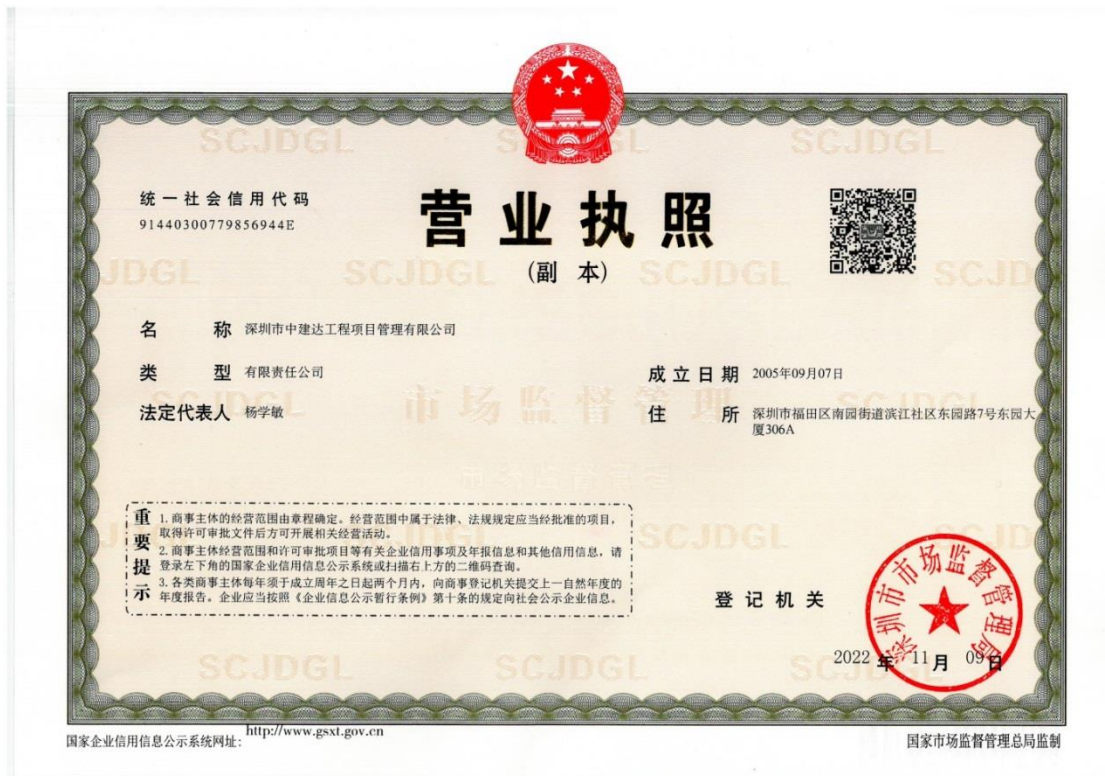 统一社会信用代码
91440300779856944E
营业执照
(副 本)
名 称 深圳市中建达工程项目管理有限公司
类 型 有限责任公司
成立日期 2005年09月07日
法定代表人 杨学敏
住 所 深圳市福田区南园街道滨江社区东园路7号东园大
厦306A
重要提示
1. 商事主体的经营范围由章程确定。经营范围中属于法律、法规规定应当经批准的项目，
取得许可审批文件后方可开展相关经营活动。
2. 商事主体经营范围和许可审批项目等有关企业信用事项及年报信息和其他信用信息，请
登录左下角的国家企业信用信息公示系统或扫描右上方的二维码查询。
3. 各类商事主体每年须于成立周年之日起两个月内，向商事登记机关提交上一自然年度的
年度报告。企业应当按照《企业信息公示暂行条例》第十条的规定向社会公示企业信息。
登记机关
深圳市市场监督管理局
2022 年 11 月 09 日
SCJDGL
市场监督管理
国家企业信用信息公示系统网址: http://www.gsxt.gov.cn
国家市场监督管理总局监制